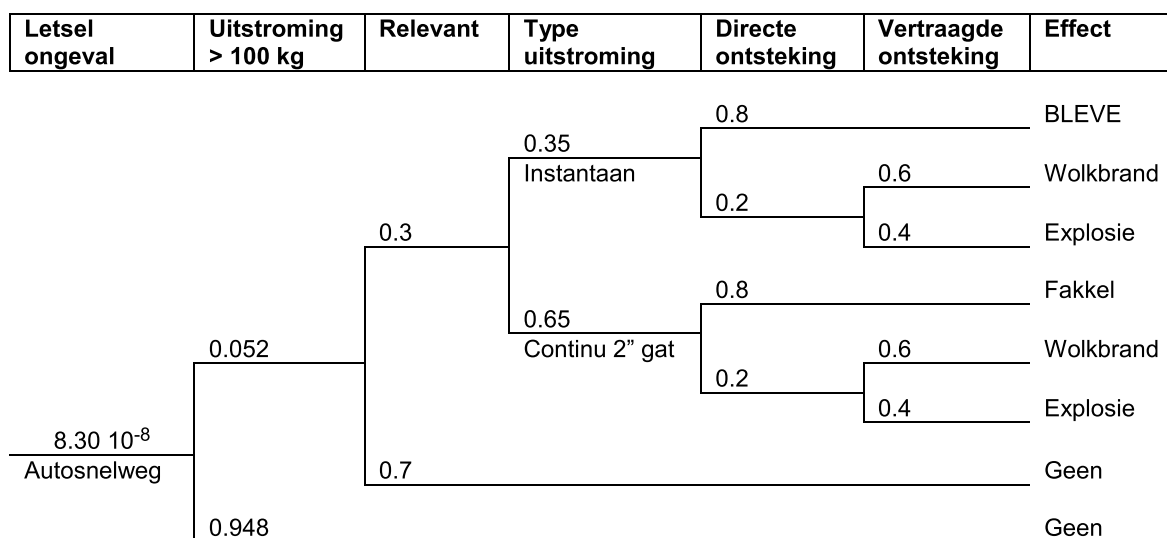 Letsel ongeval
Uitstroming > 100 kg
Relevant
Type uitstroming
Directe ontsteking
Vertraagde ontsteking
Effect
0.8 BLEVE
0.35
Instantaan
0.6 Wolkbrand
0.2
0.4 Explosie
0.3
0.8 Fakkel
0.65
Continu 2” gat
0.052
0.6 Wolkbrand
0.2
0.4 Explosie
8.30 10-8
Autosnelweg
0.7 Geen
0.948 Geen